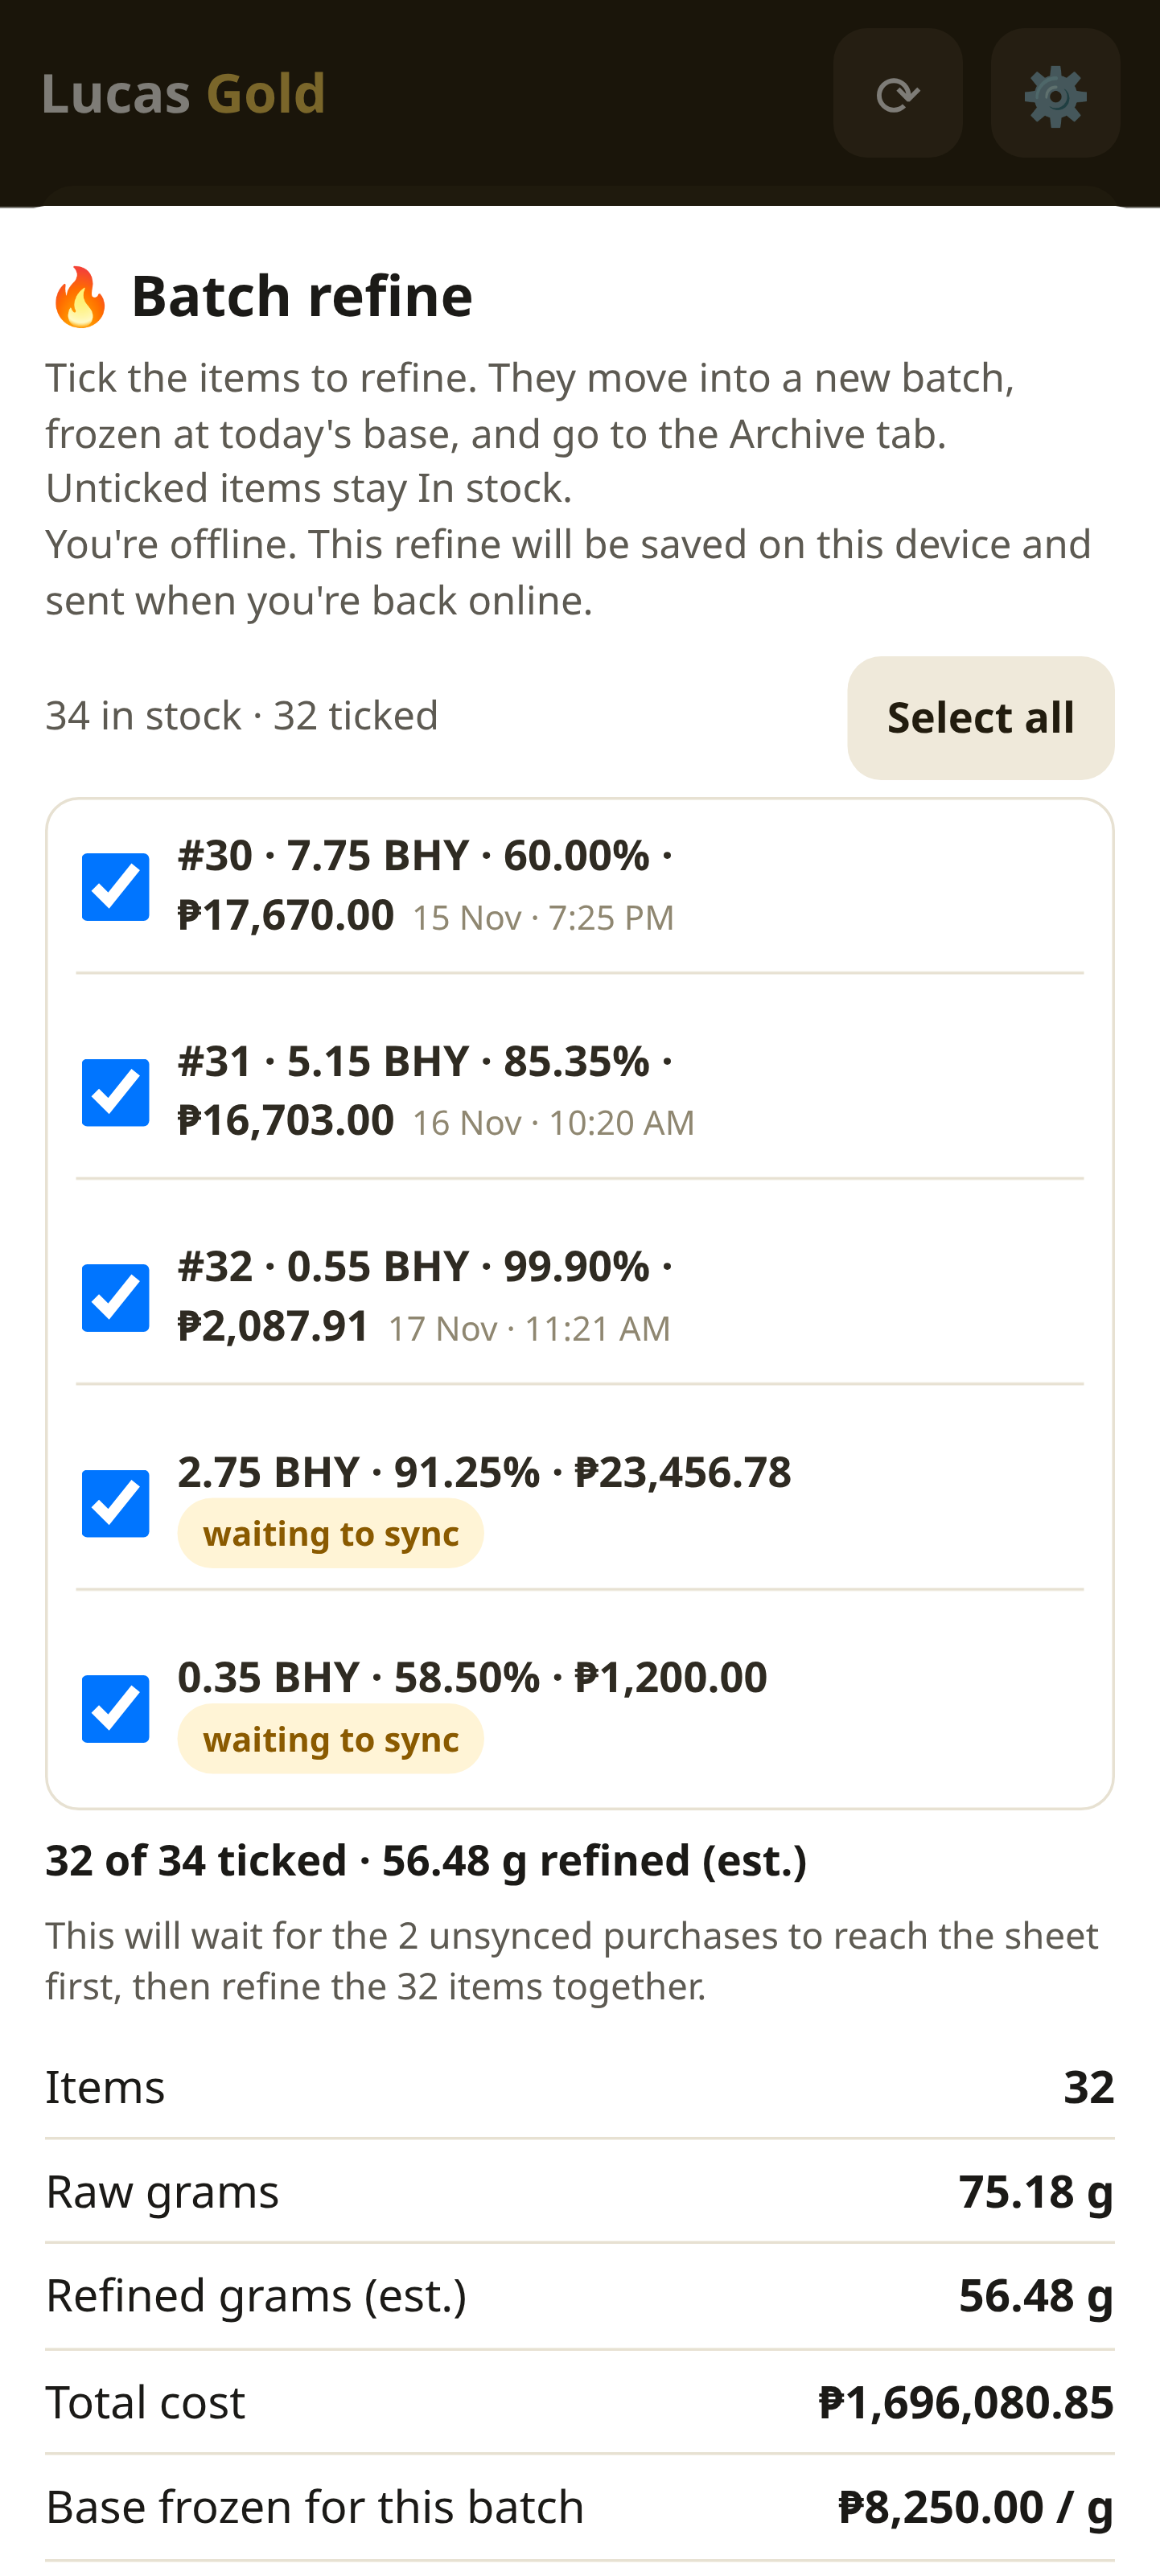 Lucas Gold
🔥 Batch refine
Tick the items to refine. They move into a new batch,
frozen at today's base, and go to the Archive tab.
Unticked items stay In stock.
You're offline. This refine will be saved on this device and
sent when you're back online.
34 in stock · 32 ticked
Select all
#30 · 7.75 BHY · 60.00% ·
₱17,670.00 15 Nov · 7:25 PM
#31 · 5.15 BHY · 85.35% ·
₱16,703.00 16 Nov · 10:20 AM
#32 · 0.55 BHY · 99.90% ·
₱2,087.91 17 Nov · 11:21 AM
2.75 BHY · 91.25% · ₱23,456.78
waiting to sync
0.35 BHY · 58.50% · ₱1,200.00
waiting to sync
32 of 34 ticked · 56.48 g refined (est.)
This will wait for the 2 unsynced purchases to reach the sheet
first, then refine the 32 items together.
Items 32
Raw grams 75.18 g
Refined grams (est.) 56.48 g
Total cost ₱1,696,080.85
Base frozen for this batch ₱8,250.00 / g